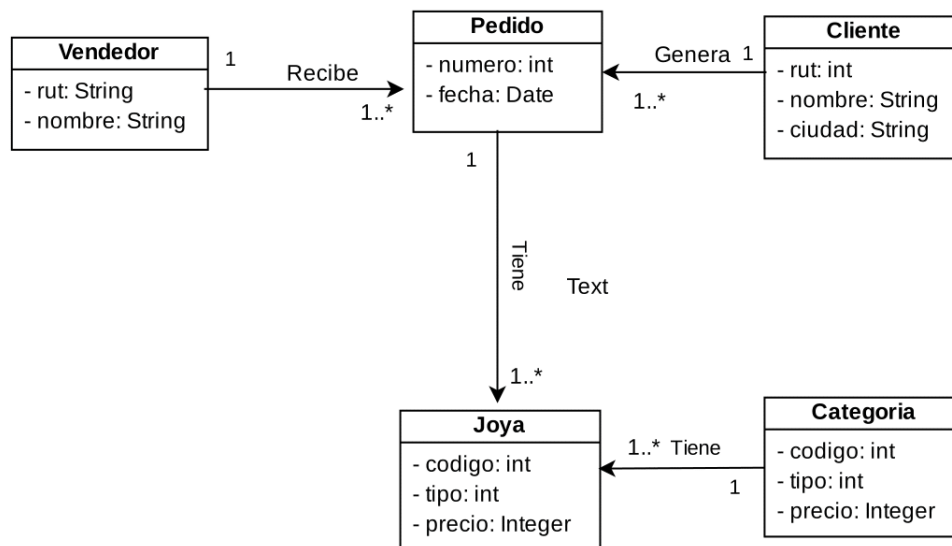 Vendedor
- rut: String
- nombre: String
1
Recibe
1..*
Pedido
- numero: int
- fecha: Date
Genera
1
1..*
Cliente
- rut: int
- nombre: String
- ciudad: String
1
Tiene
Text
1..*
Joya
- codigo: int
- tipo: int
- precio: Integer
1..* Tiene
1
Categoria
- codigo: int
- tipo: int
- precio: Integer